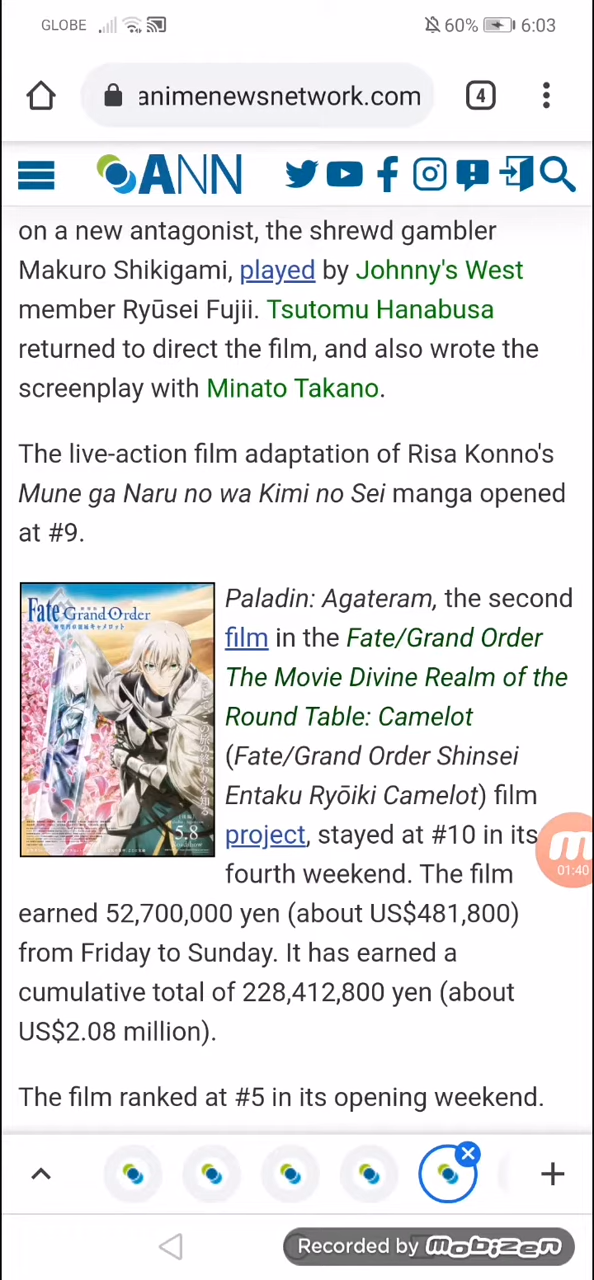 GLOBE
60%
6:03
animenewsnetwork.com
4
ANN
on a new antagonist, the shrewd gambler
Makuro Shikigami, played by Johnny's West
member Ryūsei Fujii. Tsutomu Hanabusa
returned to direct the film, and also wrote the
screenplay with Minato Takano.
The live-action film adaptation of Risa Konno's
Mune ga Naru no wa Kimi no Sei manga opened
at #9.
Fate Grand Order
5.8
Paladin: Agateram, the second
film in the Fate/Grand Order
The Movie Divine Realm of the
Round Table: Camelot
(Fate/Grand Order Shinsei
Entaku Ryōiki Camelot) film
project, stayed at #10 in its
fourth weekend. The film
earned 52,700,000 yen (about US$481,800)
from Friday to Sunday. It has earned a
cumulative total of 228,412,800 yen (about
US$2.08 million).
The film ranked at #5 in its opening weekend.
01:40
Recorded by mobizen